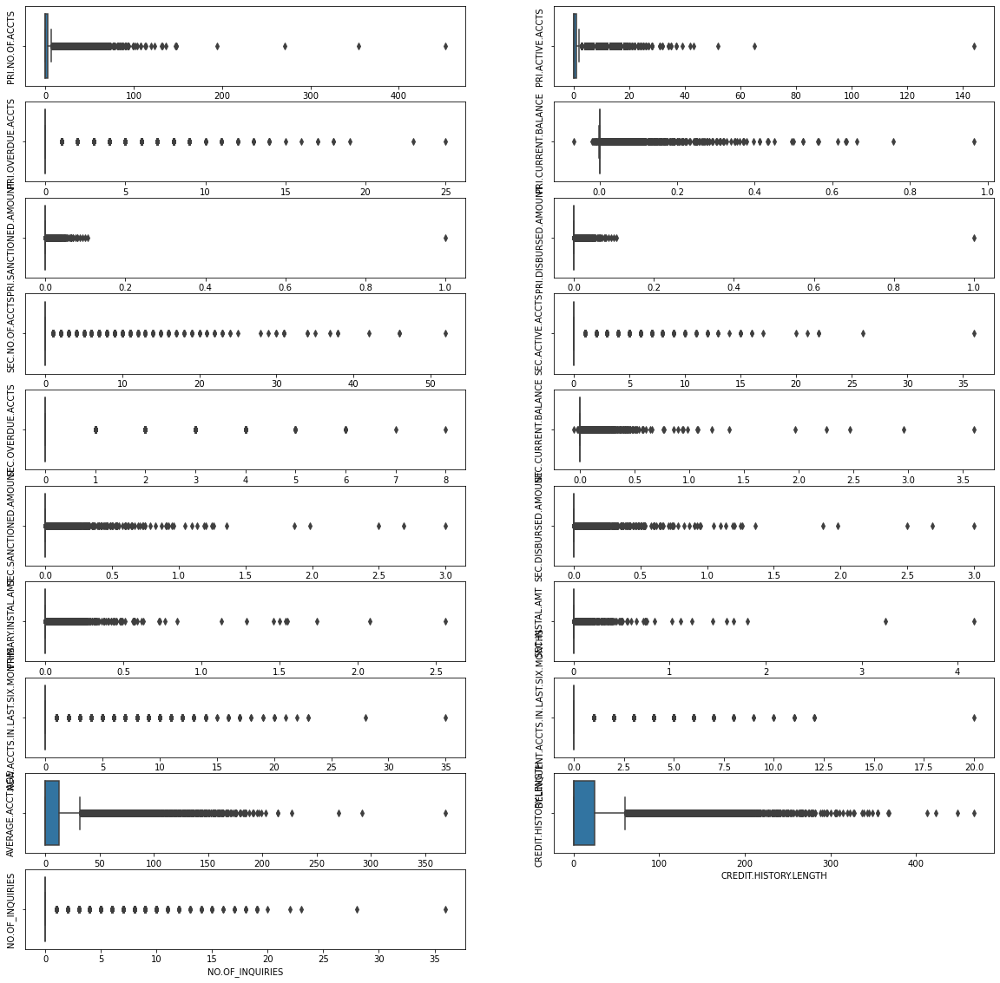 PRI.NO.OF.ACCTS
0 100 200 300 400
PRI.ACTIVE.ACCTS
0 20 40 60 80 100 120 140
PRI.OVERDUE.ACCTS
0 5 10 15 20 25
PRI.CURRENT.BALANCE
0.0 0.2 0.4 0.6 0.8 1.0
PRI.SANCTIONED.AMOUNT
0.0 0.2 0.4 0.6 0.8 1.0
PRI.DISBURSED.AMOUNT
0.0 0.2 0.4 0.6 0.8 1.0
SEC.NO.OF.ACCTS
0 10 20 30 40 50
SEC.ACTIVE.ACCTS
0 5 10 15 20 25 30 35
SEC.OVERDUE.ACCTS
0 1 2 3 4 5 6 7 8
SEC.CURRENT.BALANCE
0.0 0.5 1.0 1.5 2.0 2.5 3.0 3.5
SEC.SANCTIONED.AMOUNT
0.0 0.5 1.0 1.5 2.0 2.5 3.0
SEC.DISBURSED.AMOUNT
0.0 0.5 1.0 1.5 2.0 2.5 3.0
PRIMARY.INSTAL.AMT
0.0 0.5 1.0 1.5 2.0 2.5
SEC.INSTAL.AMT
0 1 2 3 4
NEW.ACCTS.IN.LAST.SIX.MONTHS
0 5 10 15 20 25 30 35
DELINQUENT.ACCTS.IN.LAST.SIX.MONTHS
0.0 2.5 5.0 7.5 10.0 12.5 15.0 17.5 20.0
AVERAGE.ACCT.AGE
0 50 100 150 200 250 300 350
CREDIT.HISTORY.LENGTH
0 100 200 300 400
CREDIT.HISTORY.LENGTH
NO.OF_INQUIRIES
0 5 10 15 20 25 30 35
NO.OF_INQUIRIES